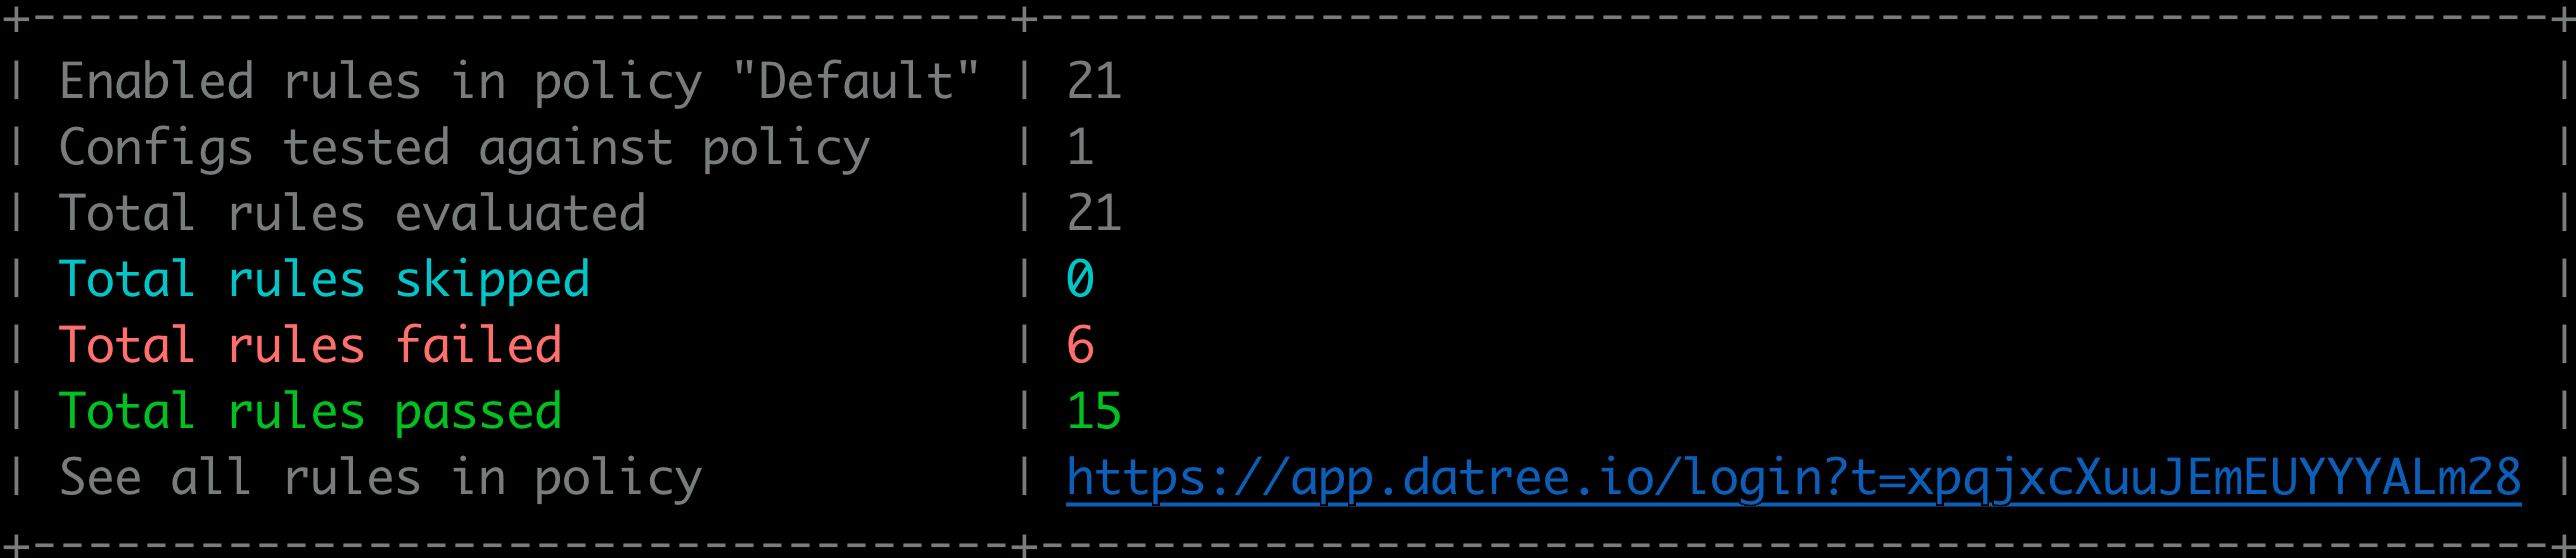 +-----------------------------------+------------------------------------------------------+
| Enabled rules in policy "Default" | 21                                                   |
| Configs tested against policy     | 1                                                    |
| Total rules evaluated             | 21                                                   |
| Total rules skipped               | 0                                                    |
| Total rules failed                | 6                                                    |
| Total rules passed                | 15                                                   |
| See all rules in policy           | https://app.datree.io/login?t=xpqjxcXuuJEmEUYYYALm28 |
+-----------------------------------+------------------------------------------------------+